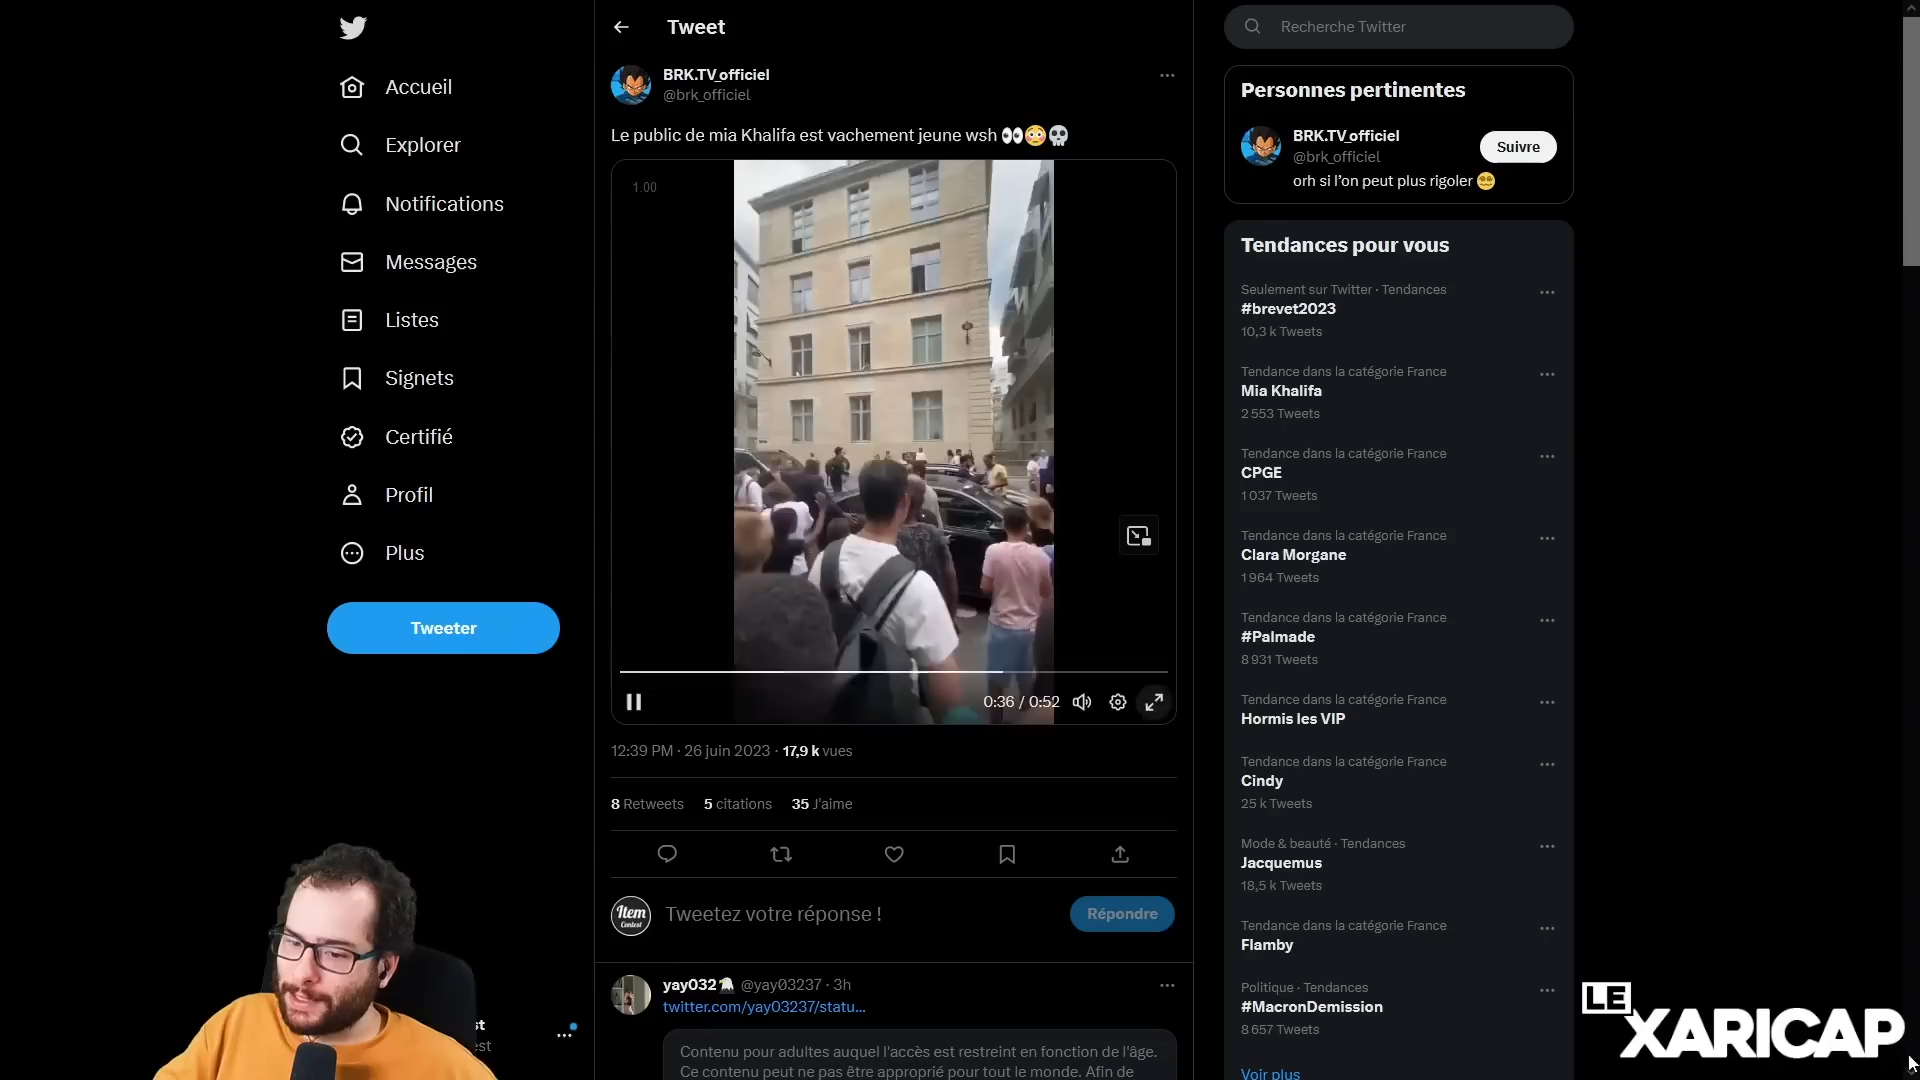 Accueil
Explorer
Notifications
Messages
Listes
Signets
Certifié
Profil
Plus
Tweeter
st
est
Tweet
BRK.TV_officiel
@brk_officiel
Le public de mia Khalifa est vachement jeune wsh 👀😳💀
1.00
0:36 / 0:52
12:39 PM · 26 juin 2023 · 17,9 k vues
8 Retweets 5 citations 35 J'aime
Item
Contest
Tweetez votre réponse !
Répondre
yay032 @yay03237 · 3h
twitter.com/yay03237/statu...
Contenu pour adultes auquel l'accès est restreint en fonction de l'âge.
Ce contenu peut ne pas être approprié pour tout le monde. Afin de
Recherche Twitter
Personnes pertinentes
BRK.TV_officiel
@brk_officiel
Suivre
orh si l'on peut plus rigoler
Tendances pour vous
Seulement sur Twitter · Tendances
#brevet2023
10,3 k Tweets
Tendance dans la catégorie France
Mia Khalifa
2 553 Tweets
Tendance dans la catégorie France
CPGE
1 037 Tweets
Tendance dans la catégorie France
Clara Morgane
1 964 Tweets
Tendance dans la catégorie France
#Palmade
8 931 Tweets
Tendance dans la catégorie France
Hormis les VIP
Tendance dans la catégorie France
Cindy
25 k Tweets
Mode & beauté · Tendances
Jacquemus
18,5 k Tweets
Tendance dans la catégorie France
Flamby
Politique · Tendances
#MacronDemission
8 657 Tweets
Voir plus
LE
XARICAP